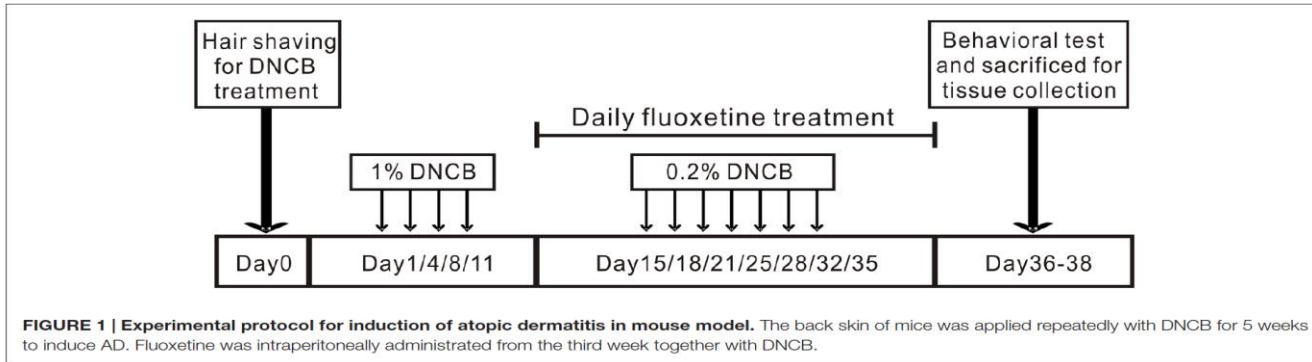 Hair shaving
for DNCB
treatment
Behavioral test
and sacrificed for
tissue collection
Daily fluoxetine treatment
1% DNCB
0.2% DNCB
Day0
Day1/4/8/11
Day15/18/21/25/28/32/35
Day36-38
FIGURE 1 | Experimental protocol for induction of atopic dermatitis in mouse model. The back skin of mice was applied repeatedly with DNCB for 5 weeks
to induce AD. Fluoxetine was intraperitoneally administrated from the third week together with DNCB.